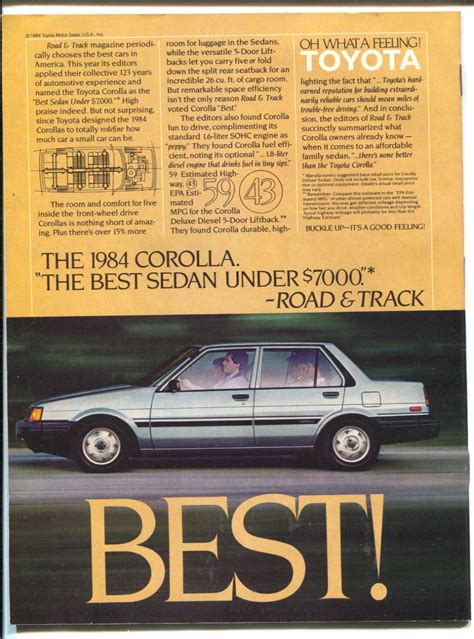 © 1984 Toyota Motor Sales, U.S.A., Inc.
Road & Track magazine periodi-
cally chooses the best cars in
America. This year its editors
applied their collective 123 years
of automotive experience and
named the Toyota Corolla as the
"Best Sedan Under $7000." High
praise indeed. But not surprising,
since Toyota designed the 1984
Corollas to totally redefine how
much car a small car can be.
The room and comfort for five
inside the front-wheel drive
Corollas is nothing short of amaz-
ing. Plus there's over 15% more
room for luggage in the Sedans,
while the versatile 5-Door Lift-
backs let you carry five or fold
down the split rear seatback for an
incredible 26 cu. ft. of cargo room.
But remarkable space efficiency
isn't the only reason Road & Track
voted Corolla "Best."
The editors also found Corolla
fun to drive, complimenting its
standard 1.6-liter SOHC engine as
"peppy." They found Corolla fuel effi-
cient, noting its optional "...1.8-liter
diesel engine that drinks fuel in tiny sips."
59 Estimated High-
way, 43
EPA Esti-
mated
MPG for the Corolla
59 43
Deluxe Diesel 5-Door Liftback.**
They found Corolla durable, high-
OH WHAT A FEELING!
TOYOTA
lighting the fact that "...Toyota's hard-
earned reputation for building extraordi-
narily reliable cars should mean miles of
trouble-free driving." And in conclu-
sion, the editors of Road & Track
succinctly summarized what
Corolla owners already know—
when it comes to an affordable
family sedan, "...there's none better
than the Toyota Corolla."
BUCKLE UP—IT'S A GOOD FEELING!
THE 1984 COROLLA.
"THE BEST SEDAN UNDER $7000."*
–ROAD & TRACK
BEST!